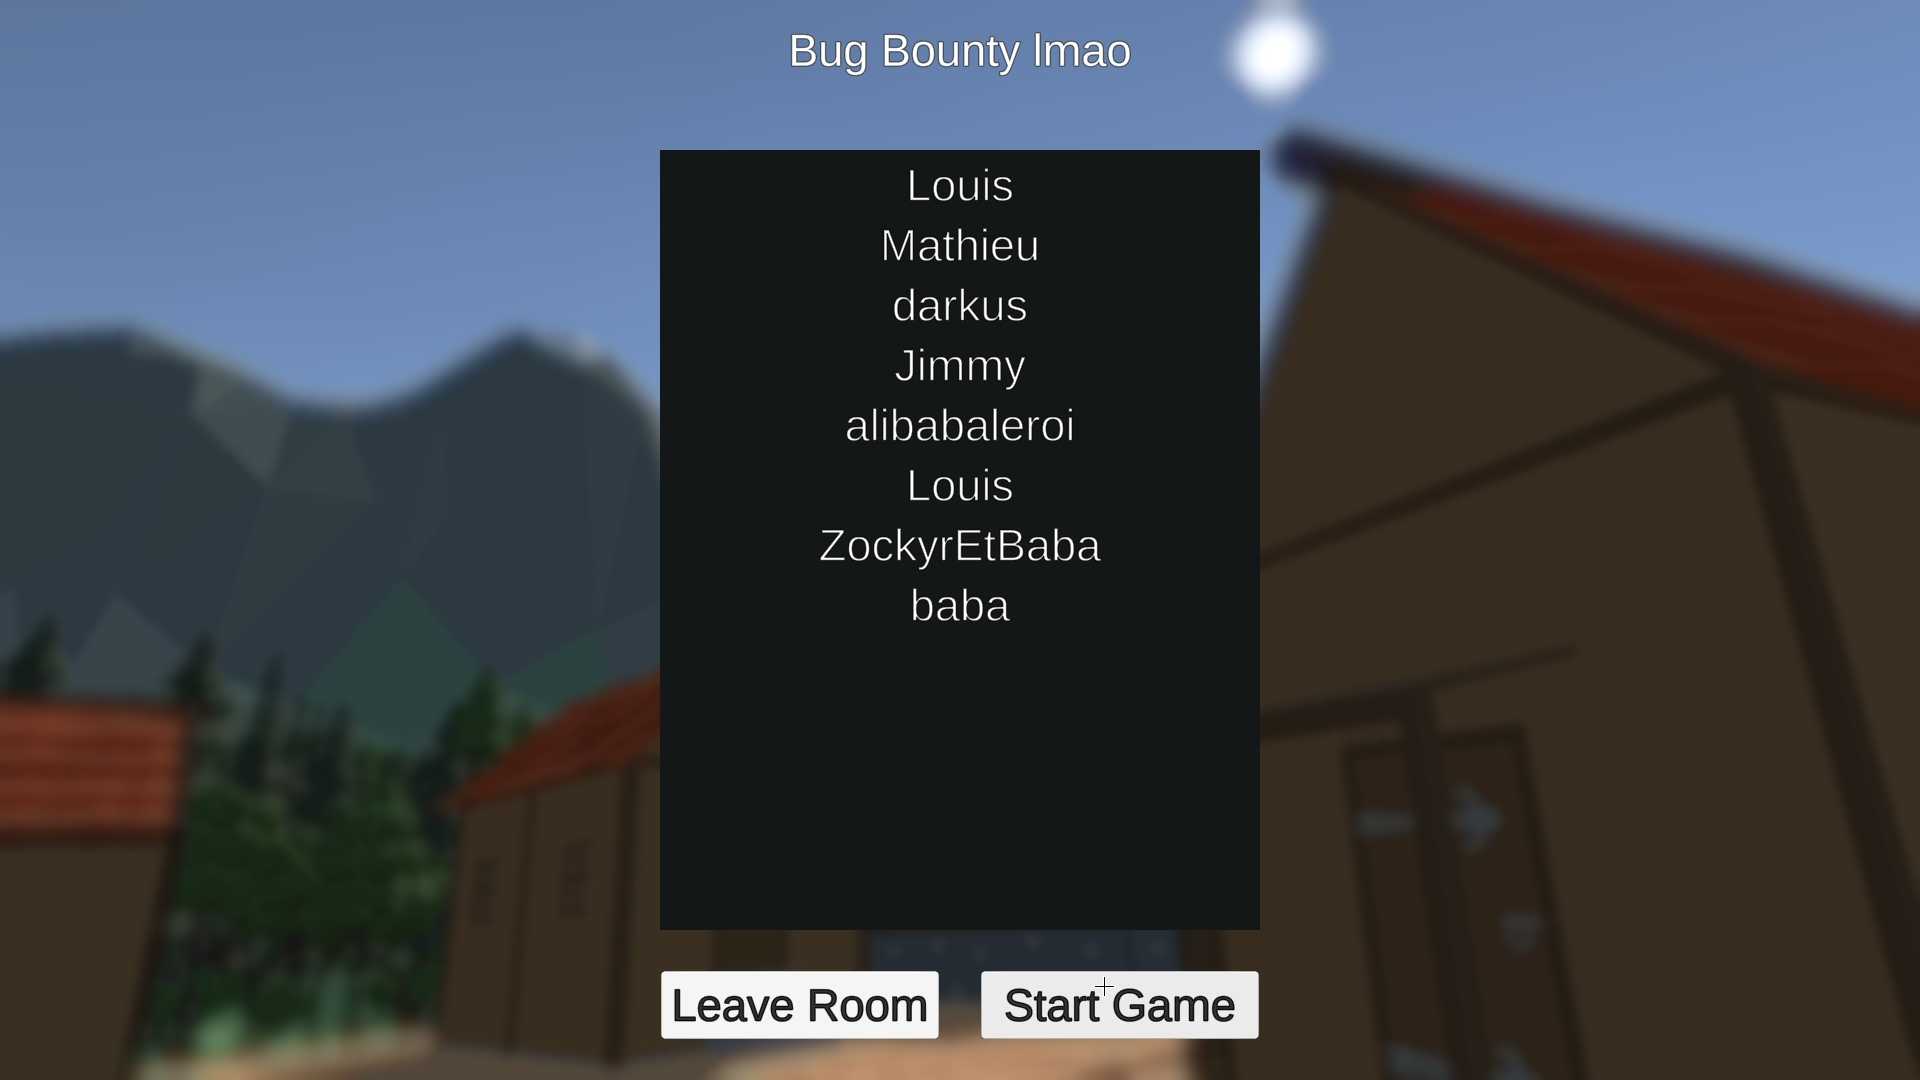 Bug Bounty lmao
Louis
Mathieu
darkus
Jimmy
alibabaleroi
Louis
ZockyrEtBaba
baba
Leave Room
Start Game